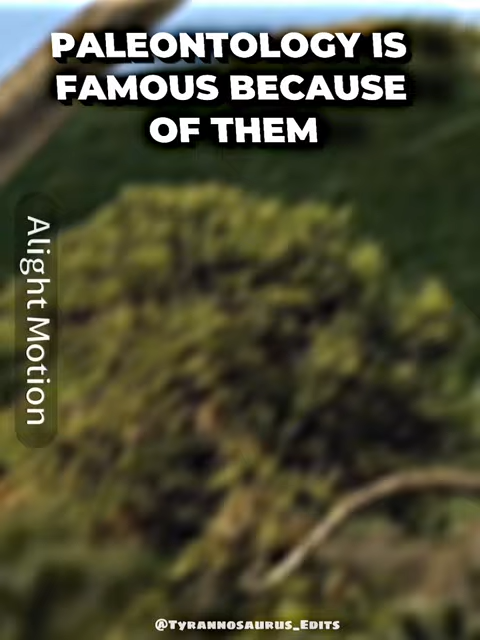 PALEONTOLOGY IS
FAMOUS BECAUSE
OF THEM
Alight Motion
@Tyrannosaurus_Edits